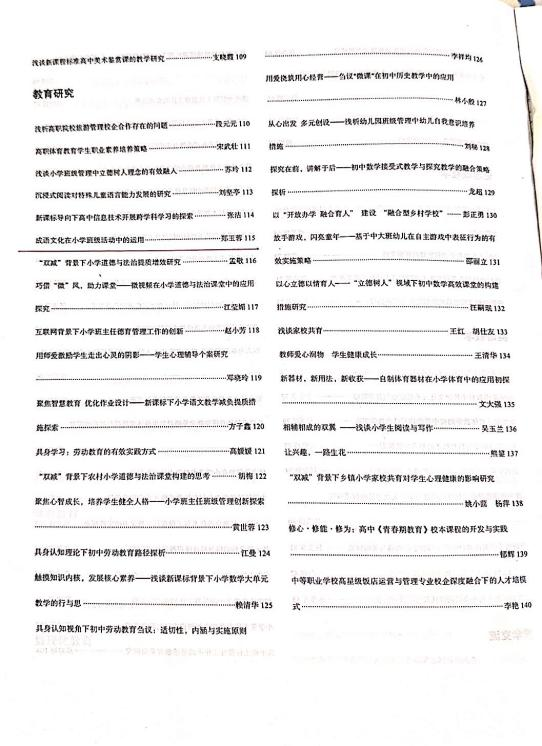 浅谈新课程标准高中美术鉴赏课的教学研究 支晓霞 109
教育研究
浅析高职院校旅游管理校企合作存在的问题 段元元 110
高职体育教育学生职业素养培养策略 宋武壮 111
浅谈小学班级管理中立德树人理念的有效融入 苏玲 112
沉浸式阅读对特殊儿童语言能力发展的研究 刘坚亭 113
新课标导向下高中信息技术开展跨学科学习的探索 张洁 114
成语文化在小学班级活动中的运用 郑玉蓉 115
“双减”背景下小学道德与法治提质增效研究 孟敬 116
巧借“微”风,助力课堂——微视频在小学道德与法治课堂中的应用
探究 江莹媚 117
互联网背景下小学班主任德育管理工作的创新 赵小芳 118
用师爱激励学生走出心灵的阴影——学生心理辅导个案研究
邓晓玲 119
聚焦智慧教育 优化作业设计——新课标下小学语文教学减负提质措
施探索 方子鑫 120
具身学习:劳动教育的有效实践方式 高媛媛 121
“双减”背景下农村小学道德与法治课堂构建的思考 胡梅 122
聚焦心智成长,培养学生健全人格——小学班主任班级管理创新探索
黄世蓉 123
具身认知理论下初中劳动教育路径探析 江曼 124
触摸知识内核,发展核心素养——浅谈新课标背景下小学数学大单元
教学的行与思 赖清华 125
具身认知视角下初中劳动教育刍议:适切性,内涵与实施原则
李祥均 126
用爱浇筑用心经营——刍议“微课”在初中历史教学中的应用
林小毅 127
从心出发 多元创设——浅析幼儿园班级管理中幼儿自我意识培养
措施 刘秘 128
探究在前,讲解于后——初中数学接受式教学与探究教学的融合策略
探析 龙超 129
以“开放办学 融合育人” 建设 “融合型乡村学校” 彭正勇 130
放手游戏,闪亮童年——基于中大班幼儿在自主游戏中表征行为的有
效实施策略 邵丽立 131
以心立德以情育人——“立德树人”视域下初中数学高效课堂的构建
措施研究 汪嗣珉 132
浅谈家校共育 王红 胡仕友 133
教师爱心润物 学生健康成长 王清华 134
新器材,新用法,新收获——自制体育器材在小学体育中的应用初探
文大强 135
相辅相成的双翼 ——浅谈小学生阅读与写作 吴玉兰 136
让兴趣,一路生花 熊鋆 137
“双减”背景下乡镇小学家校共育对学生心理健康的影响研究
姚小蕊 杨萍 138
修心·修能·修为:高中《青春期教育》校本课程的开发与实践
郁辉 139
中等职业学校高星级饭店运营与管理专业校企深度融合下的人才培模
式 李艳 140